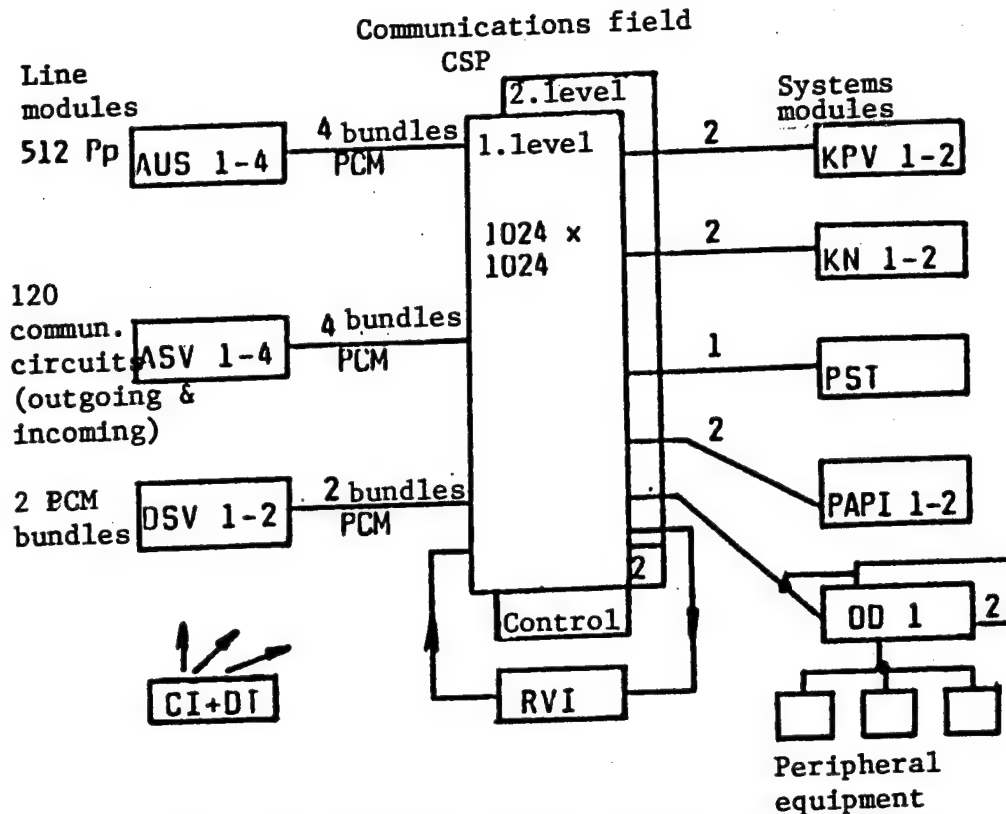 Communications field
CSP
Line
modules
512 Pp
AUS 1-4
4 bundles
PCM
2.level
1.level
1024 x
1024
Systems
modules
2
KPV 1-2
2
KN 1-2
120
commun.
circuits
(outgoing &
incoming)
ASV 1-4
4 bundles
PCM
1
PST
2
PAPI 1-2
2 PCM
bundles
DSV 1-2
2 bundles
PCM
2
Control
OD 1
2
CI+DI
RVI
Peripheral
equipment